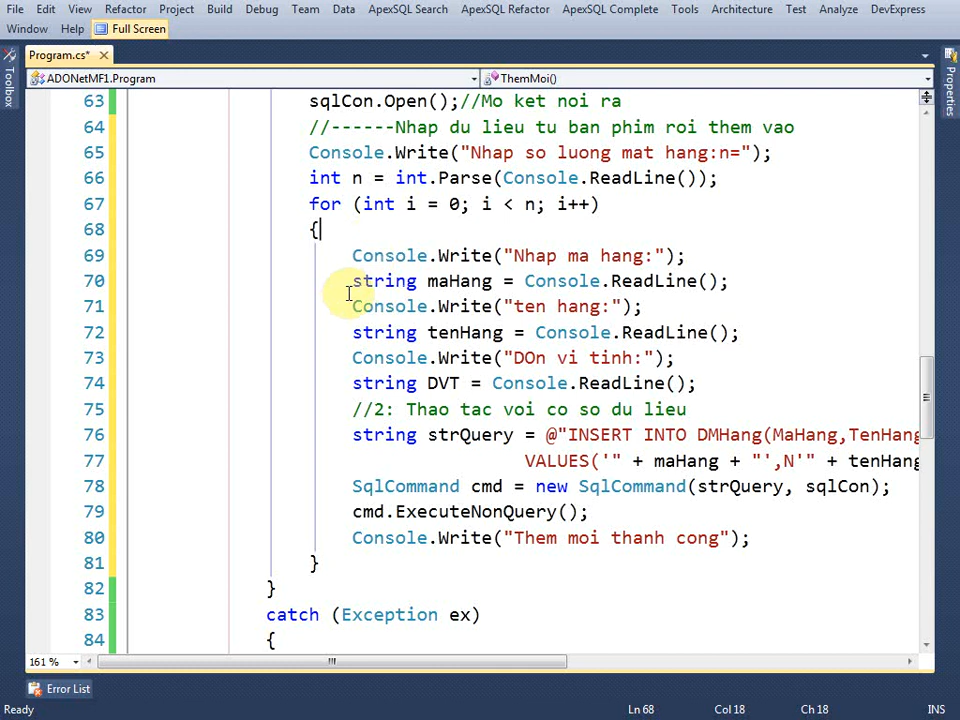 File Edit View Refactor Project Build Debug Team Data ApexSQL Search ApexSQL Refactor ApexSQL Complete Tools Architecture Test Analyze DevExpress
Window Help Full Screen
Program.cs* ×
Toolbox
Properties
ADONetMF1.Program ThemMoi()
63 sqlCon.Open();//Mo ket noi ra
64 //------Nhap du lieu tu ban phim roi them vao
65 Console.Write("Nhap so luong mat hang:n=");
66 int n = int.Parse(Console.ReadLine());
67 for (int i = 0; i < n; i++)
68 {
69 Console.Write("Nhap ma hang:");
70 string maHang = Console.ReadLine();
71 Console.Write("ten hang:");
72 string tenHang = Console.ReadLine();
73 Console.Write("DOn vi tinh:");
74 string DVT = Console.ReadLine();
75 //2: Thao tac voi co so du lieu
76 string strQuery = @"INSERT INTO DMHang(MaHang,TenHang
77 VALUES('" + maHang + "',N'" + tenHang
78 SqlCommand cmd = new SqlCommand(strQuery, sqlCon);
79 cmd.ExecuteNonQuery();
80 Console.Write("Them moi thanh cong");
81 }
82 }
83 catch (Exception ex)
84 {
161 %
Error List
Ready Ln 68 Col 18 Ch 18 INS